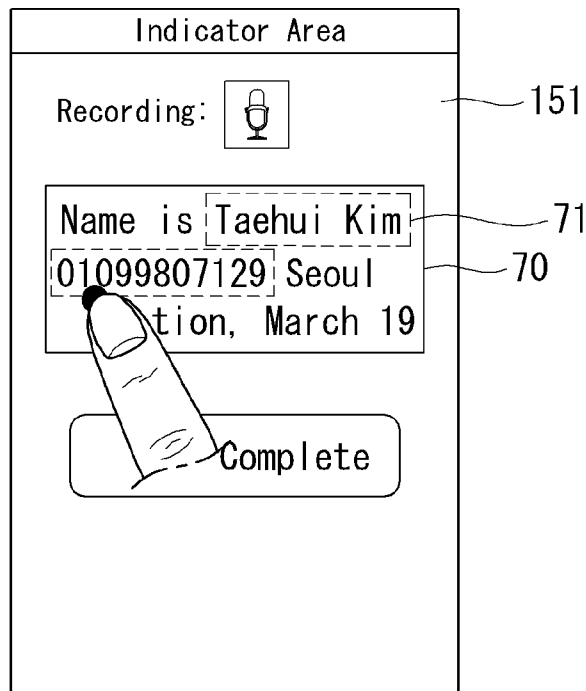 Indicator Area
Recording:
151
Name is Taehui Kim
71
01099807129 Seoul
70
tion, March 19
Complete